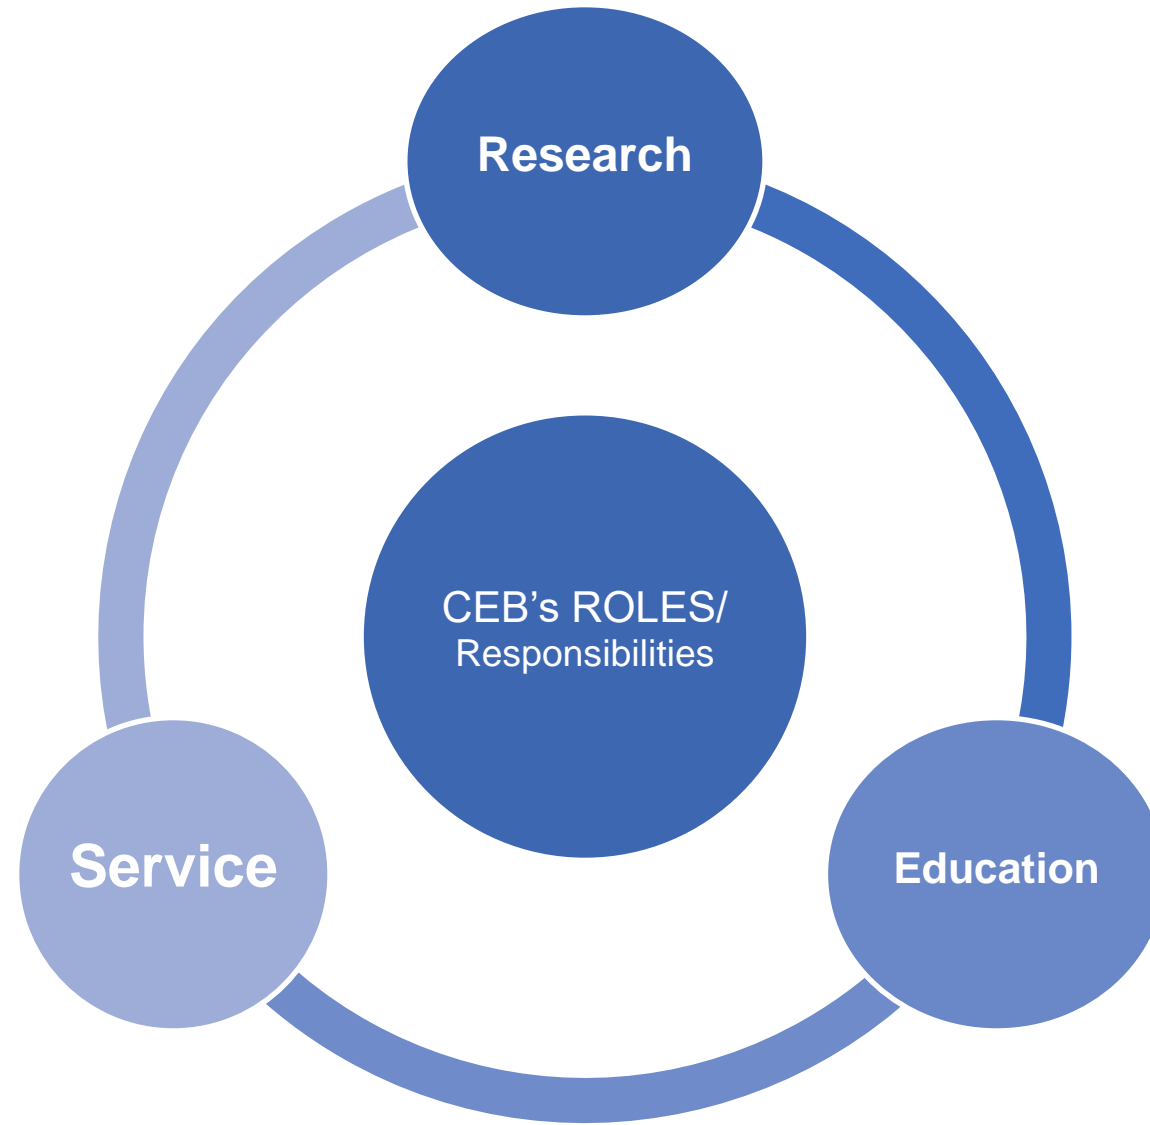 Research
CEB’s ROLES/
Responsibilities
Service
Education